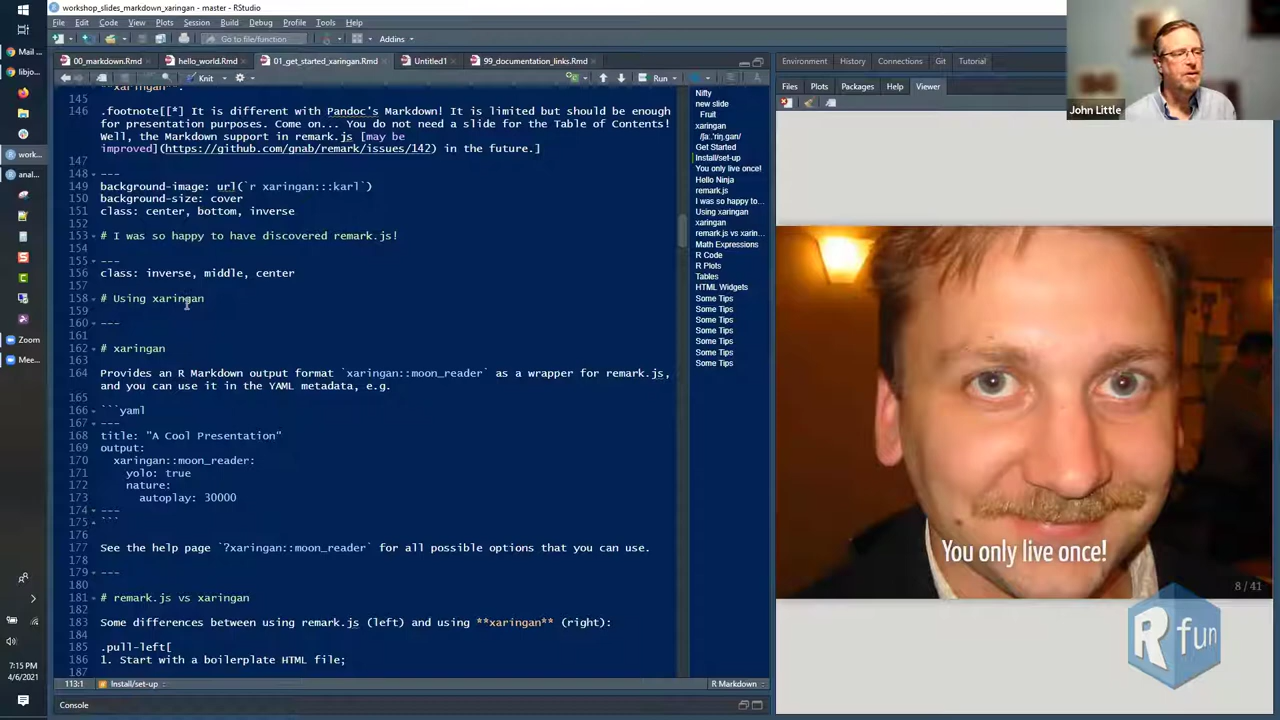 workshop_slides_markdown_xaringan - master - RStudio
File Edit Code View Plots Session Build Debug Profile Tools Help
Go to file/function
Addins
00_markdown.Rmd
hello_world.Rmd
01_get_started_xaringan.Rmd
Untitled1
99_documentation_links.Rmd
Knit
Run
**xaringan**.
145
146 .footnote[[*] It is different with Pandoc's Markdown! It is limited but should be enough
for presentation purposes. Come on... You do not need a slide for the Table of Contents!
Well, the Markdown support in remark.js [may be
improved](https://github.com/gnab/remark/issues/142) in the future.]
147
148 ---
149 background-image: url(`r xaringan:::karl`)
150 background-size: cover
151 class: center, bottom, inverse
152
153 # I was so happy to have discovered remark.js!
154
155 ---
156 class: inverse, middle, center
157
158 # Using xaringan
159
160 ---
161
162 # xaringan
163
164 Provides an R Markdown output format `xaringan::moon_reader` as a wrapper for remark.js,
and you can use it in the YAML metadata, e.g.
165
166 ```yaml
167 ---
168 title: "A Cool Presentation"
169 output:
170 xaringan::moon_reader:
171 yolo: true
172 nature:
173 autoplay: 30000
174 ---
175 ```
176
177 See the help page `?xaringan::moon_reader` for all possible options that you can use.
178
179 ---
180
181 # remark.js vs xaringan
182
183 Some differences between using remark.js (left) and using **xaringan** (right):
184
185 .pull-left[
186 1. Start with a boilerplate HTML file;
187
113:1
Install/set-up
R Markdown
Console
Nifty
new slide
Fruit
xaringan
/ʃaː.'riŋ.gan/
Get Started
Install/set-up
You only live once!
Hello Ninja
remark.js
I was so happy to...
Using xaringan
xaringan
remark.js vs xarin...
Math Expressions
R Code
R Plots
Tables
HTML Widgets
Some Tips
Some Tips
Some Tips
Some Tips
Some Tips
Some Tips
Environment History Connections Git Tutorial
Files Plots Packages Help Viewer
John Little
You only live once!
8 / 41
R fun
Mail ...
libjo...
work...
anal...
Zoom
Mee...
7:15 PM
4/6/2021